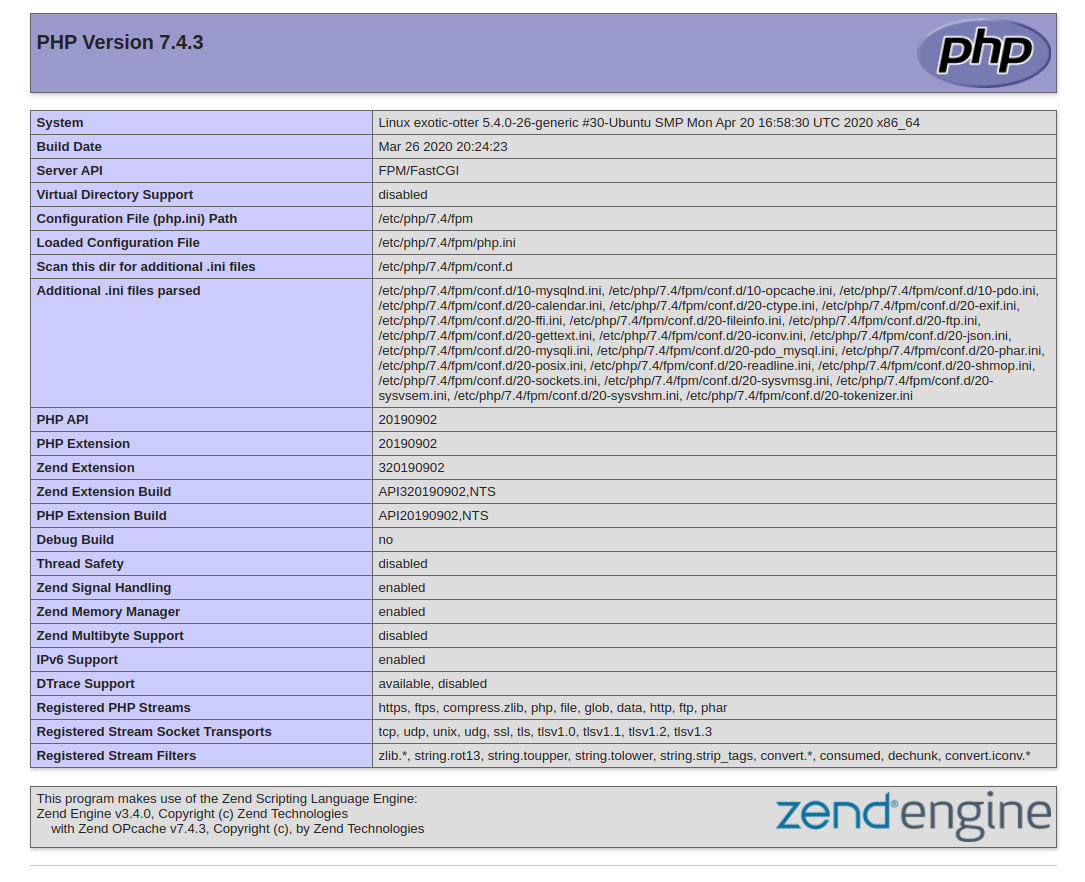 PHP Version 7.4.3
php
System Linux exotic-otter 5.4.0-26-generic #30-Ubuntu SMP Mon Apr 20 16:58:30 UTC 2020 x86_64
Build Date Mar 26 2020 20:24:23
Server API FPM/FastCGI
Virtual Directory Support disabled
Configuration File (php.ini) Path /etc/php/7.4/fpm
Loaded Configuration File /etc/php/7.4/fpm/php.ini
Scan this dir for additional .ini files /etc/php/7.4/fpm/conf.d
Additional .ini files parsed /etc/php/7.4/fpm/conf.d/10-mysqlnd.ini, /etc/php/7.4/fpm/conf.d/10-opcache.ini, /etc/php/7.4/fpm/conf.d/10-pdo.ini,
/etc/php/7.4/fpm/conf.d/20-calendar.ini, /etc/php/7.4/fpm/conf.d/20-ctype.ini, /etc/php/7.4/fpm/conf.d/20-exif.ini,
/etc/php/7.4/fpm/conf.d/20-ffi.ini, /etc/php/7.4/fpm/conf.d/20-fileinfo.ini, /etc/php/7.4/fpm/conf.d/20-ftp.ini,
/etc/php/7.4/fpm/conf.d/20-gettext.ini, /etc/php/7.4/fpm/conf.d/20-iconv.ini, /etc/php/7.4/fpm/conf.d/20-json.ini,
/etc/php/7.4/fpm/conf.d/20-mysqli.ini, /etc/php/7.4/fpm/conf.d/20-pdo_mysql.ini, /etc/php/7.4/fpm/conf.d/20-phar.ini,
/etc/php/7.4/fpm/conf.d/20-posix.ini, /etc/php/7.4/fpm/conf.d/20-readline.ini, /etc/php/7.4/fpm/conf.d/20-shmop.ini,
/etc/php/7.4/fpm/conf.d/20-sockets.ini, /etc/php/7.4/fpm/conf.d/20-sysvmsg.ini, /etc/php/7.4/fpm/conf.d/20-
sysvsem.ini, /etc/php/7.4/fpm/conf.d/20-sysvshm.ini, /etc/php/7.4/fpm/conf.d/20-tokenizer.ini
PHP API 20190902
PHP Extension 20190902
Zend Extension 320190902
Zend Extension Build API320190902,NTS
PHP Extension Build API20190902,NTS
Debug Build no
Thread Safety disabled
Zend Signal Handling enabled
Zend Memory Manager enabled
Zend Multibyte Support disabled
IPv6 Support enabled
DTrace Support available, disabled
Registered PHP Streams https, ftps, compress.zlib, php, file, glob, data, http, ftp, phar
Registered Stream Socket Transports tcp, udp, unix, udg, ssl, tls, tlsv1.0, tlsv1.1, tlsv1.2, tlsv1.3
Registered Stream Filters zlib.*, string.rot13, string.toupper, string.tolower, string.strip_tags, convert.*, consumed, dechunk, convert.iconv.*
This program makes use of the Zend Scripting Language Engine:
Zend Engine v3.4.0, Copyright (c) Zend Technologies
with Zend OPcache v7.4.3, Copyright (c), by Zend Technologies
zend® engine